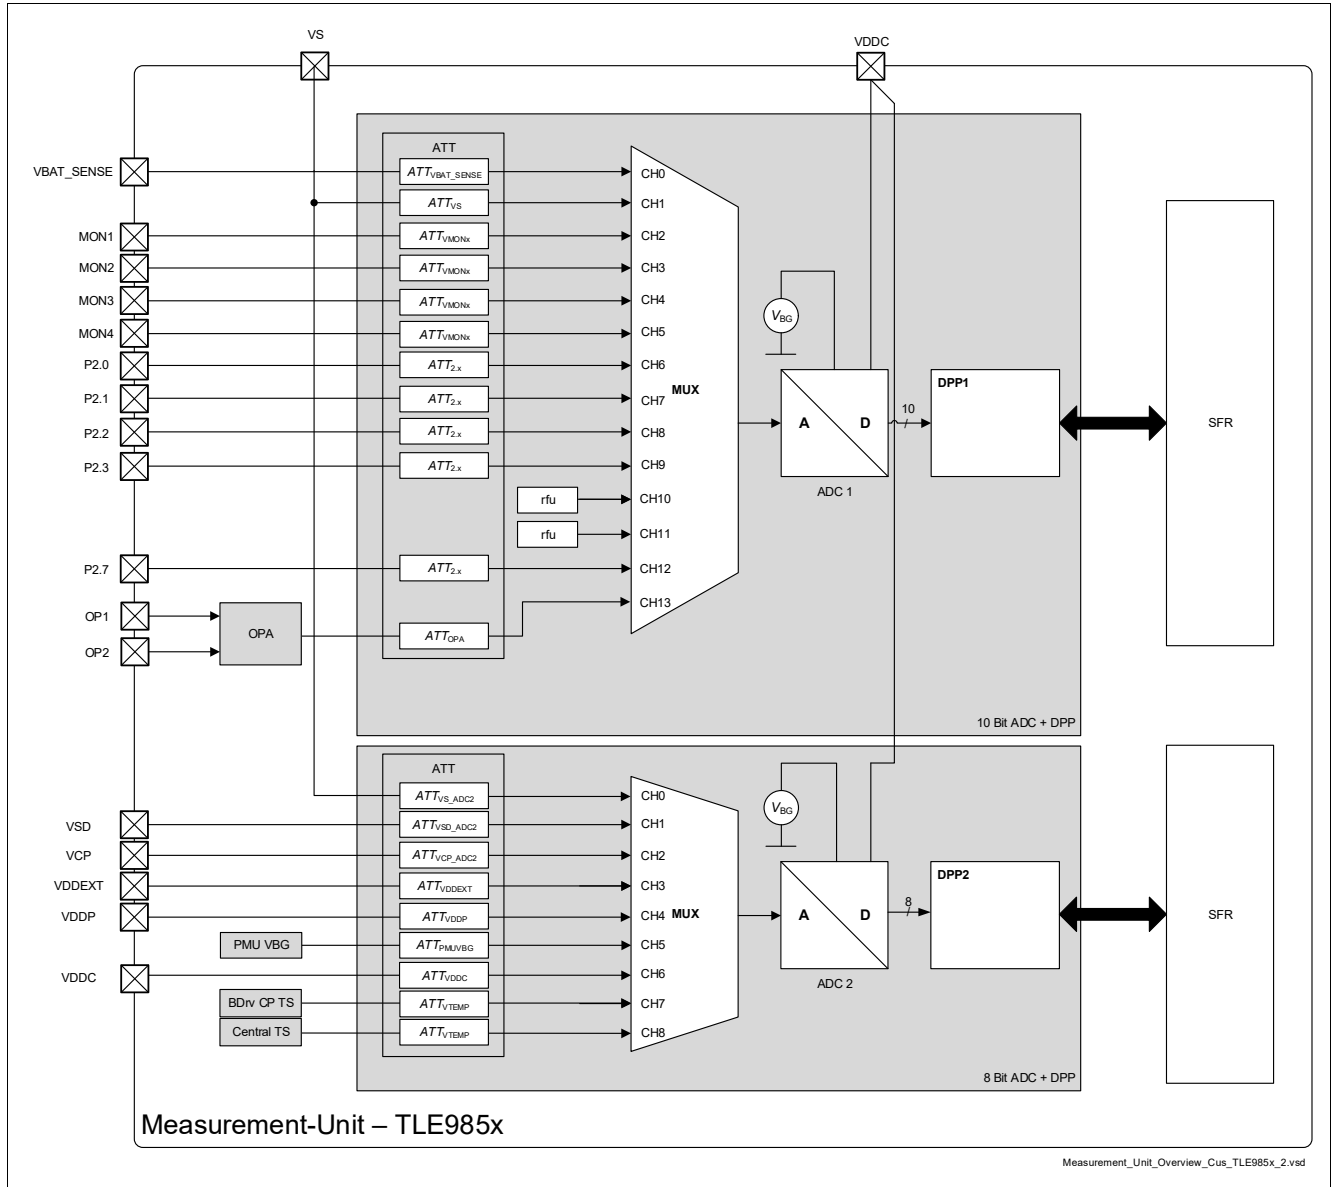 VS
VDDC
ATT
VBAT_SENSE
ATTVBAT_SENSE
CH0
ATTVS
CH1
MON1
ATTVMONx
CH2
MON2
ATTVMONx
CH3
MON3
ATTVMONx
CH4
MON4
ATTVMONx
CH5
VBG
P2.0
ATT2.x
CH6
P2.1
ATT2.x
CH7
MUX
P2.2
ATT2.x
CH8
P2.3
ATT2.x
CH9
A
D
ADC 1
10
DPP1
SFR
rfu
CH10
rfu
CH11
P2.7
ATT2.x
CH12
OP1
OP2
OPA
ATTOPA
CH13
10 Bit ADC + DPP
ATT
ATTVS_ADC2
CH0
VSD
ATTVSD_ADC2
CH1
VCP
ATTVCP_ADC2
CH2
VDDEXT
ATTVDDEXT
CH3
VDDP
ATTVDDP
CH4
MUX
PMU VBG
ATTPMUVBG
CH5
VDDC
ATTVDDC
CH6
BDrv CP TS
ATTVTEMP
CH7
Central TS
ATTVTEMP
CH8
VBG
A
D
ADC 2
8
DPP2
SFR
8 Bit ADC + DPP
Measurement-Unit – TLE985x
Measurement_Unit_Overview_Cus_TLE985x_2.vsd